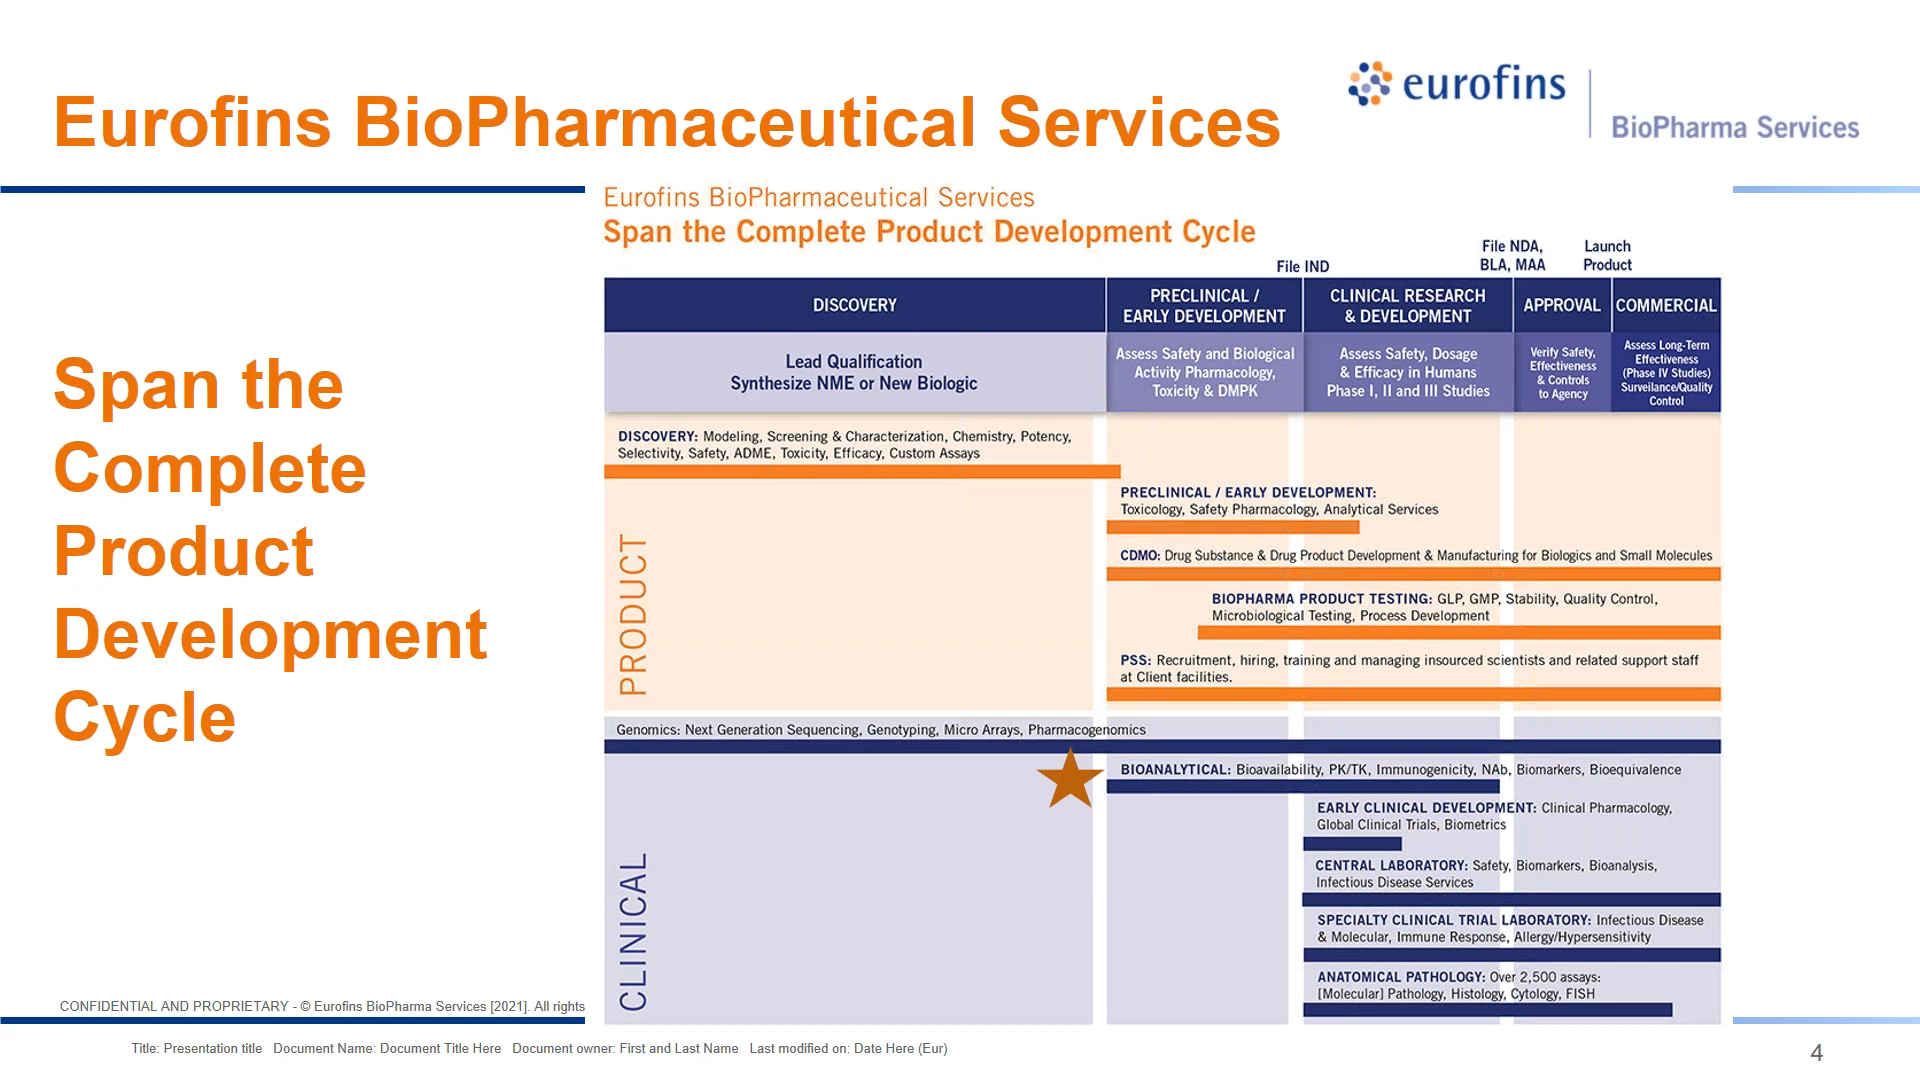 Eurofins BioPharmaceutical Services
eurofins
BioPharma Services
Span the
Complete
Product
Development
Cycle
Eurofins BioPharmaceutical Services
Span the Complete Product Development Cycle
File IND
File NDA,
BLA, MAA
Launch
Product
DISCOVERY
PRECLINICAL /
EARLY DEVELOPMENT
CLINICAL RESEARCH
& DEVELOPMENT
APPROVAL
COMMERCIAL
Lead Qualification
Synthesize NME or New Biologic
Assess Safety and Biological
Activity Pharmacology,
Toxicity & DMPK
Assess Safety, Dosage
& Efficacy in Humans
Phase I, II and III Studies
Verify Safety,
Effectiveness
& Controls
to Agency
Assess Long-Term
Effectiveness
(Phase IV Studies)
Surveilance/Quality
Control
PRODUCT
DISCOVERY: Modeling, Screening & Characterization, Chemistry, Potency,
Selectivity, Safety, ADME, Toxicity, Efficacy, Custom Assays
PRECLINICAL / EARLY DEVELOPMENT:
Toxicology, Safety Pharmacology, Analytical Services
CDMO: Drug Substance & Drug Product Development & Manufacturing for Biologics and Small Molecules
BIOPHARMA PRODUCT TESTING: GLP, GMP, Stability, Quality Control,
Microbiological Testing, Process Development
PSS: Recruitment, hiring, training and managing insourced scientists and related support staff
at Client facilities.
CLINICAL
Genomics: Next Generation Sequencing, Genotyping, Micro Arrays, Pharmacogenomics
BIOANALYTICAL: Bioavailability, PK/TK, Immunogenicity, NAb, Biomarkers, Bioequivalence
EARLY CLINICAL DEVELOPMENT: Clinical Pharmacology,
Global Clinical Trials, Biometrics
CENTRAL LABORATORY: Safety, Biomarkers, Bioanalysis,
Infectious Disease Services
SPECIALTY CLINICAL TRIAL LABORATORY: Infectious Disease
& Molecular, Immune Response, Allergy/Hypersensitivity
ANATOMICAL PATHOLOGY: Over 2,500 assays:
[Molecular] Pathology, Histology, Cytology, FISH
CONFIDENTIAL AND PROPRIETARY - © Eurofins BioPharma Services [2021]. All rights
Title: Presentation title Document Name: Document Title Here Document owner: First and Last Name Last modified on: Date Here (Eur)
4